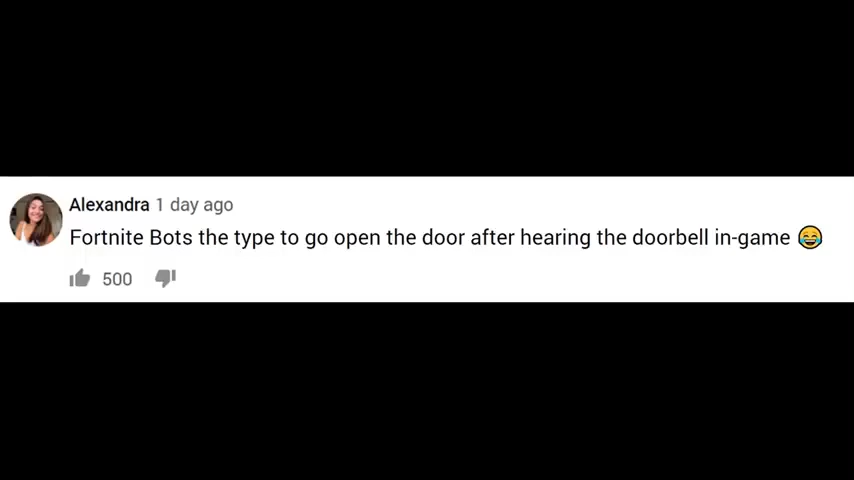 Alexandra 1 day ago
Fortnite Bots the type to go open the door after hearing the doorbell in-game 😂
500